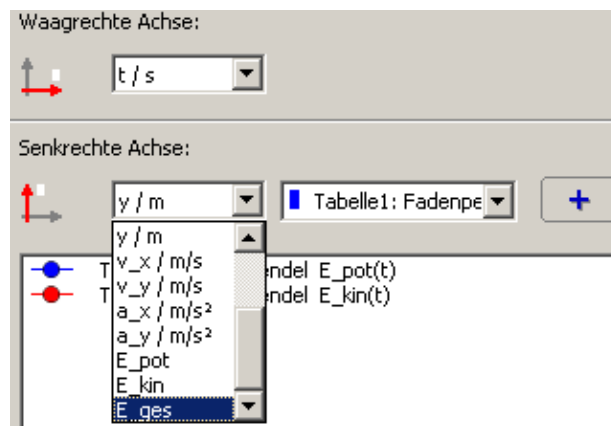 Waagrechte Achse:
t / s
Senkrechte Achse:
y / m
Tabelle1: Fadenpe
+
y / m
v_x / m/s
v_y / m/s
a_x / m/s²
a_y / m/s²
E_pot
E_kin
E_ges
T
endel E_pot(t)
T
endel E_kin(t)